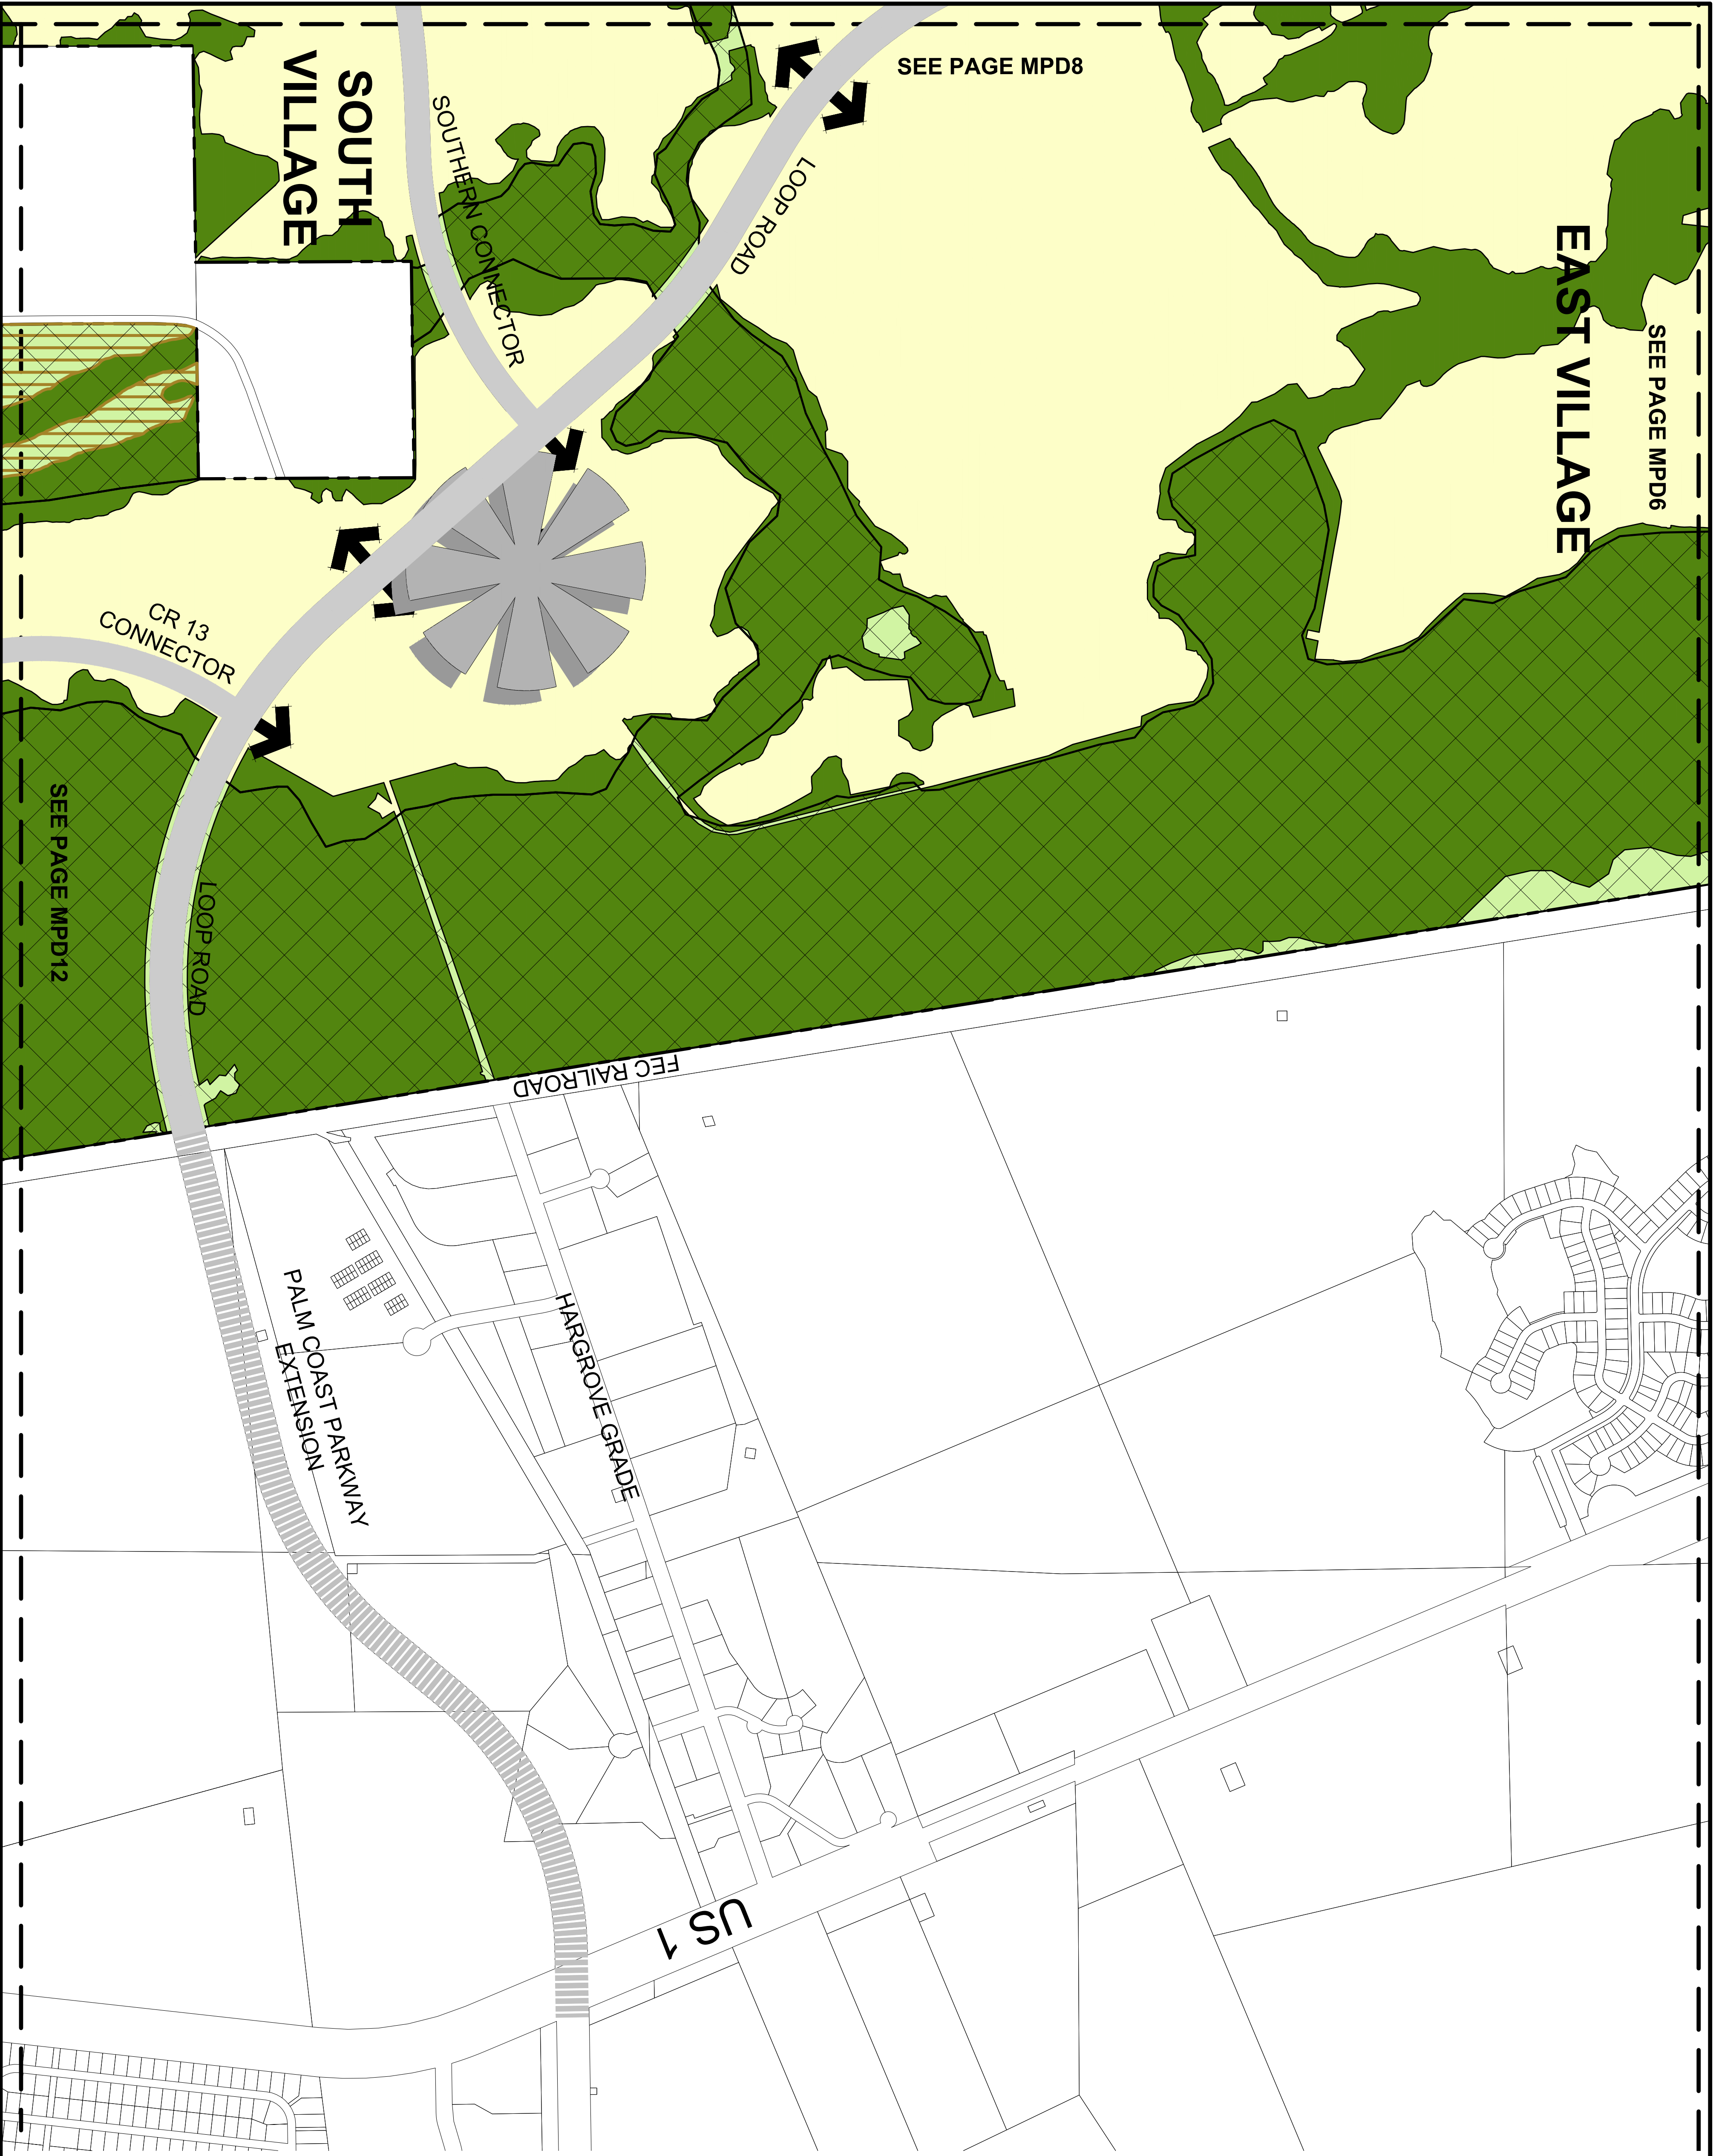 SEE PAGE MPD8
SOUTH
VILLAGE
SOUTHERN CONNECTOR
LOOP ROAD
EAST VILLAGE
SEE PAGE MPD6
CR 13
CONNECTOR
SEE PAGE MPD12
LOOP ROAD
FEC RAILROAD
PALM COAST PARKWAY
EXTENSION
HARGROVE GRADE
US 1